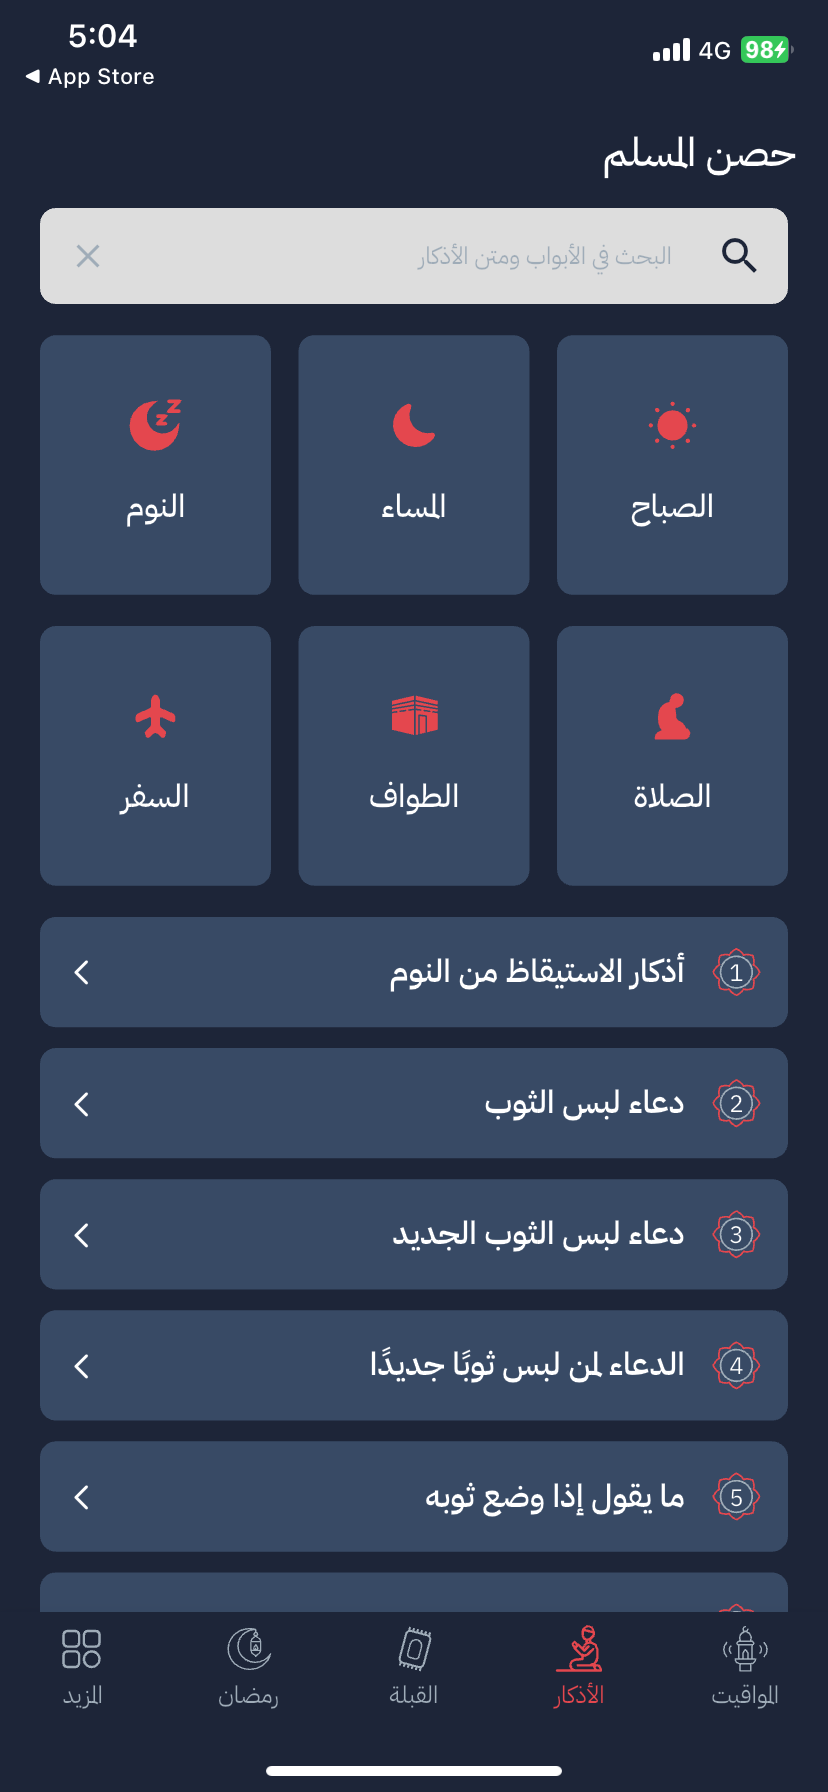 5:04
4G 98
◀ App Store
حصن المسلم
البحث في الأبواب ومتن الأذكار
الصباح
المساء
النوم
الصلاة
الطواف
السفر
1 أذكار الاستيقاظ من النوم
2 دعاء لبس الثوب
3 دعاء لبس الثوب الجديد
4 الدعاء لمن لبس ثوبًا جديدًا
5 ما يقول إذا وضع ثوبه
المواقيت
الأذكار
القبلة
رمضان
المزيد